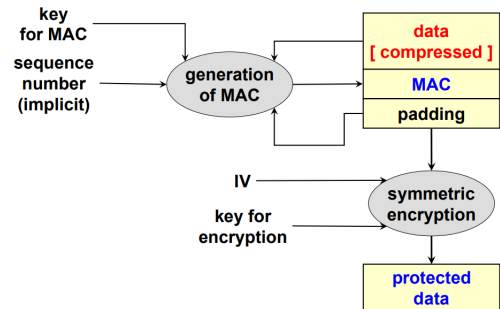 key
for MAC
sequence
number
(implicit)
generation
of MAC
data
[ compressed ]
MAC
padding
IV
key for
encryption
symmetric
encryption
protected
data